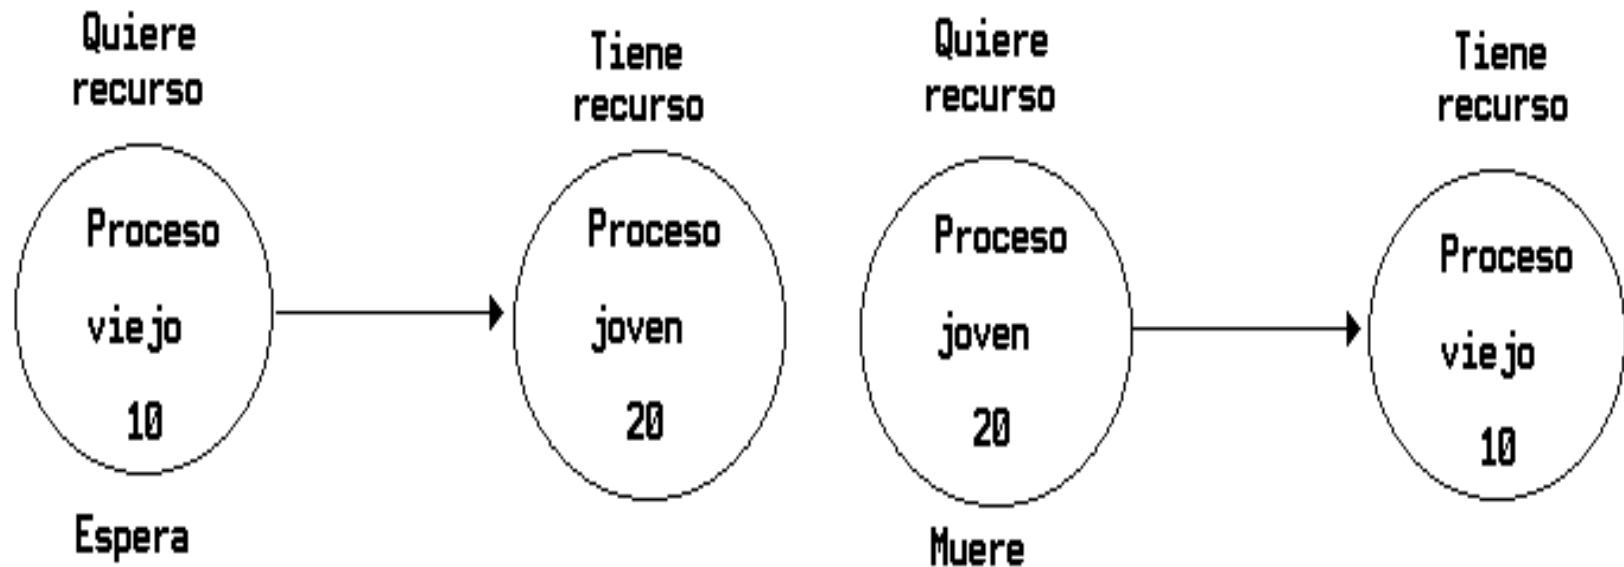 Quiere
recurso
Proceso
viejo
10
Espera
Tiene
recurso
Proceso
joven
20
Quiere
recurso
Proceso
joven
20
Muere
Tiene
recurso
Proceso
viejo
10